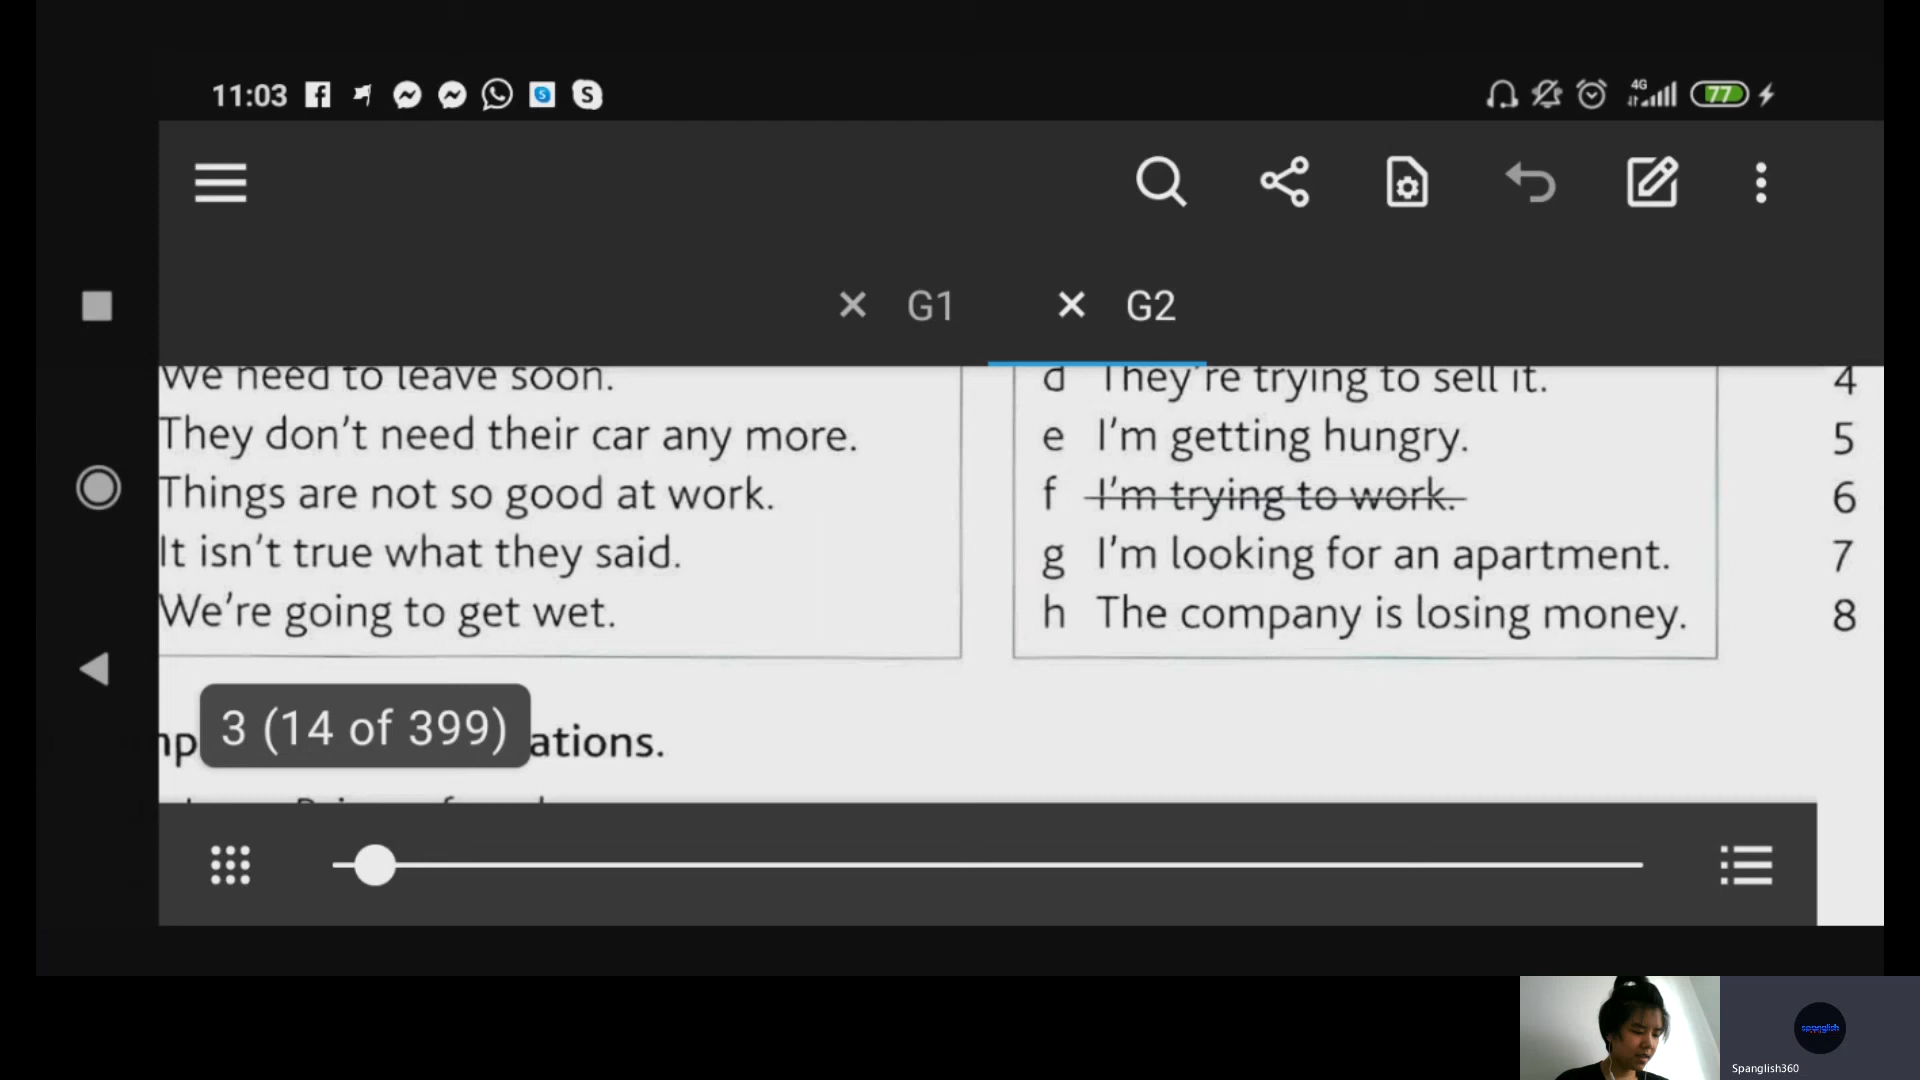 11:03
4G
77
G1
G2
We need to leave soon.
They don't need their car any more.
Things are not so good at work.
It isn't true what they said.
We're going to get wet.
d They're trying to sell it.
e I'm getting hungry.
f I'm trying to work.
g I'm looking for an apartment.
h The company is losing money.
4
5
6
7
8
3 (14 of 399)
ations.
spanglish
Spanglish360